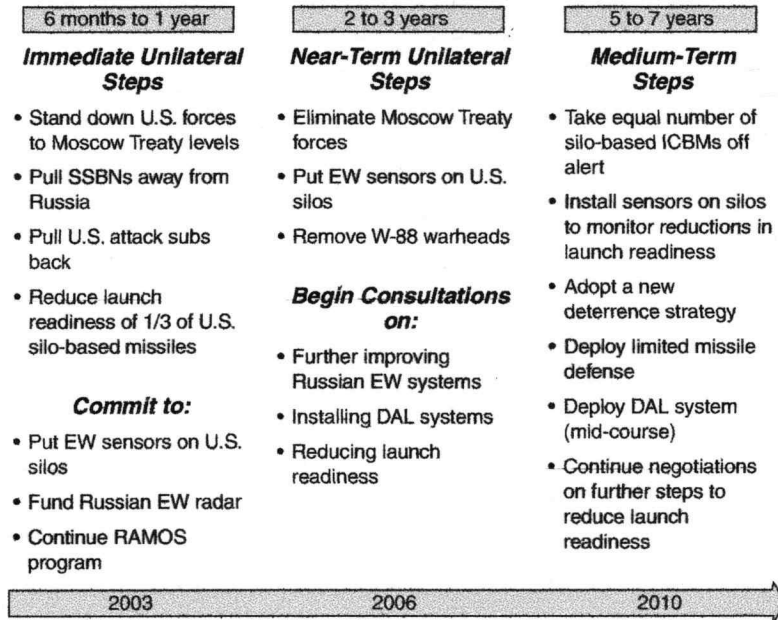 6 months to 1 year
Immediate Unilateral
Steps
• Stand down U.S. forces
to Moscow Treaty levels
• Pull SSBNs away from
Russia
• Pull U.S. attack subs
back
• Reduce launch
readiness of 1/3 of U.S.
silo-based missiles
Commit to:
• Put EW sensors on U.S.
silos
• Fund Russian EW radar
• Continue RAMOS
program
2 to 3 years
Near-Term Unilateral
Steps
• Eliminate Moscow Treaty
forces
• Put EW sensors on U.S.
silos
• Remove W-88 warheads
Begin Consultations
on:
• Further improving
Russian EW systems
• Installing DAL systems
• Reducing launch
readiness
5 to 7 years
Medium-Term
Steps
• Take equal number of
silo-based ICBMs off
alert
• Install sensors on silos
to monitor reductions in
launch readiness
• Adopt a new
deterrence strategy
• Deploy limited missile
defense
• Deploy DAL system
(mid-course)
• Continue negotiations
on further steps to
reduce launch
readiness
2003
2006
2010